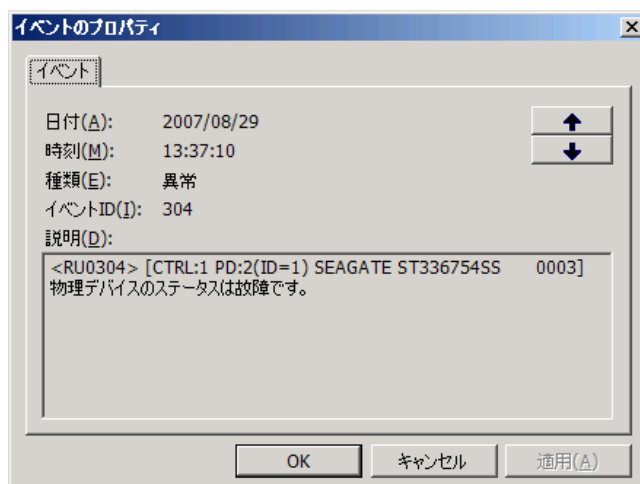 イベントのプロパティ
イベント
日付(A): 2007/08/29
時刻(M): 13:37:10
種類(E): 異常
イベントID(I): 304
説明(D):
<RU0304> [CTRL:1 PD:2(ID=1) SEAGATE ST336754SS 0003]
物理デバイスのステータスは故障です。
OK キャンセル 適用(A)